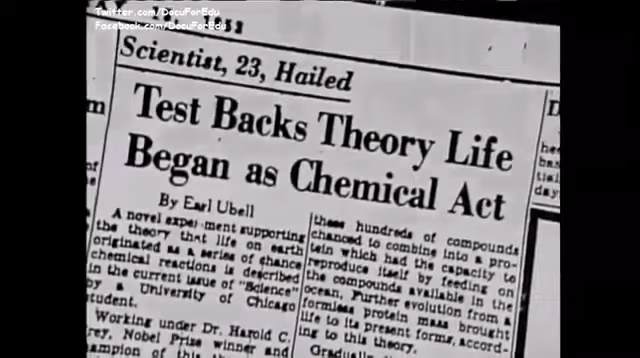 Twitter.com/DocuForEdu
Facebook.com/DocuForEdu
Scientist, 23, Hailed
Test Backs Theory Life
Began as Chemical Act
By Earl Ubell
A novel experiment supporting
the theory that life on earth
originated as a series of chance
chemical reactions is described
in the current issue of "Science"
by a University of Chicago
student.
Working under Dr. Harold C.
rey, Nobel Prize winner and
ampion of this
these hundreds of compounds
chanced to combine into a pro-
tein which had the capacity to
reproduce itself by feeding on
the compounds available in the
ocean. Further evolution from a
formless protein mass brought
life to its present forms, accord-
ing to this theory.